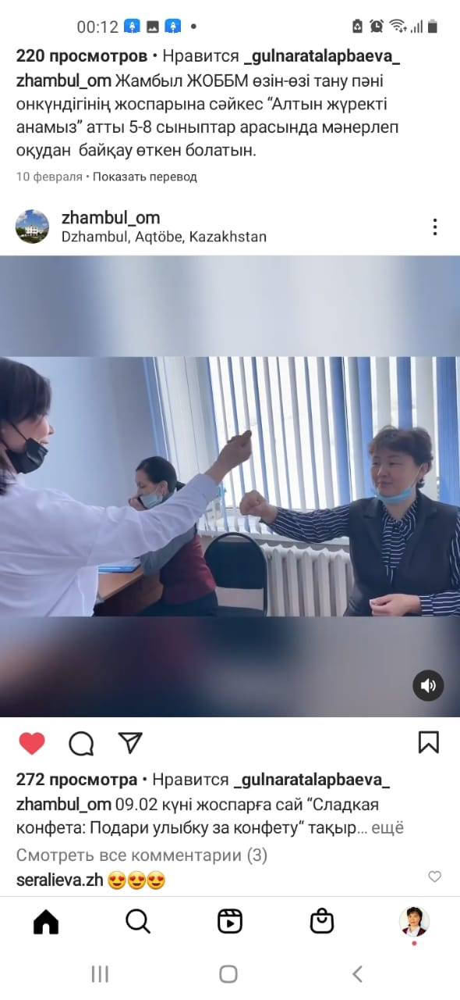 00:12
220 просмотров • Нравится _gulnaratalapbaeva_
zhambul_om Жамбыл ЖОББМ өзін-өзі тану пәні
онкүндігінің жоспарына сәйкес “Алтын жүректі
анамыз” атты 5-8 сыныптар арасында мәнерлеп
оқудан байқау өткен болатын.
10 февраля • Показать перевод
zhambul_om
Dzhambul, Aqtöbe, Kazakhstan
272 просмотра • Нравится _gulnaratalapbaeva_
zhambul_om 09.02 күні жоспарға сай “Сладкая
конфета: Подари улыбку за конфету“ тақыр... ещё
Смотреть все комментарии (3)
seralieva.zh 😍😍😍